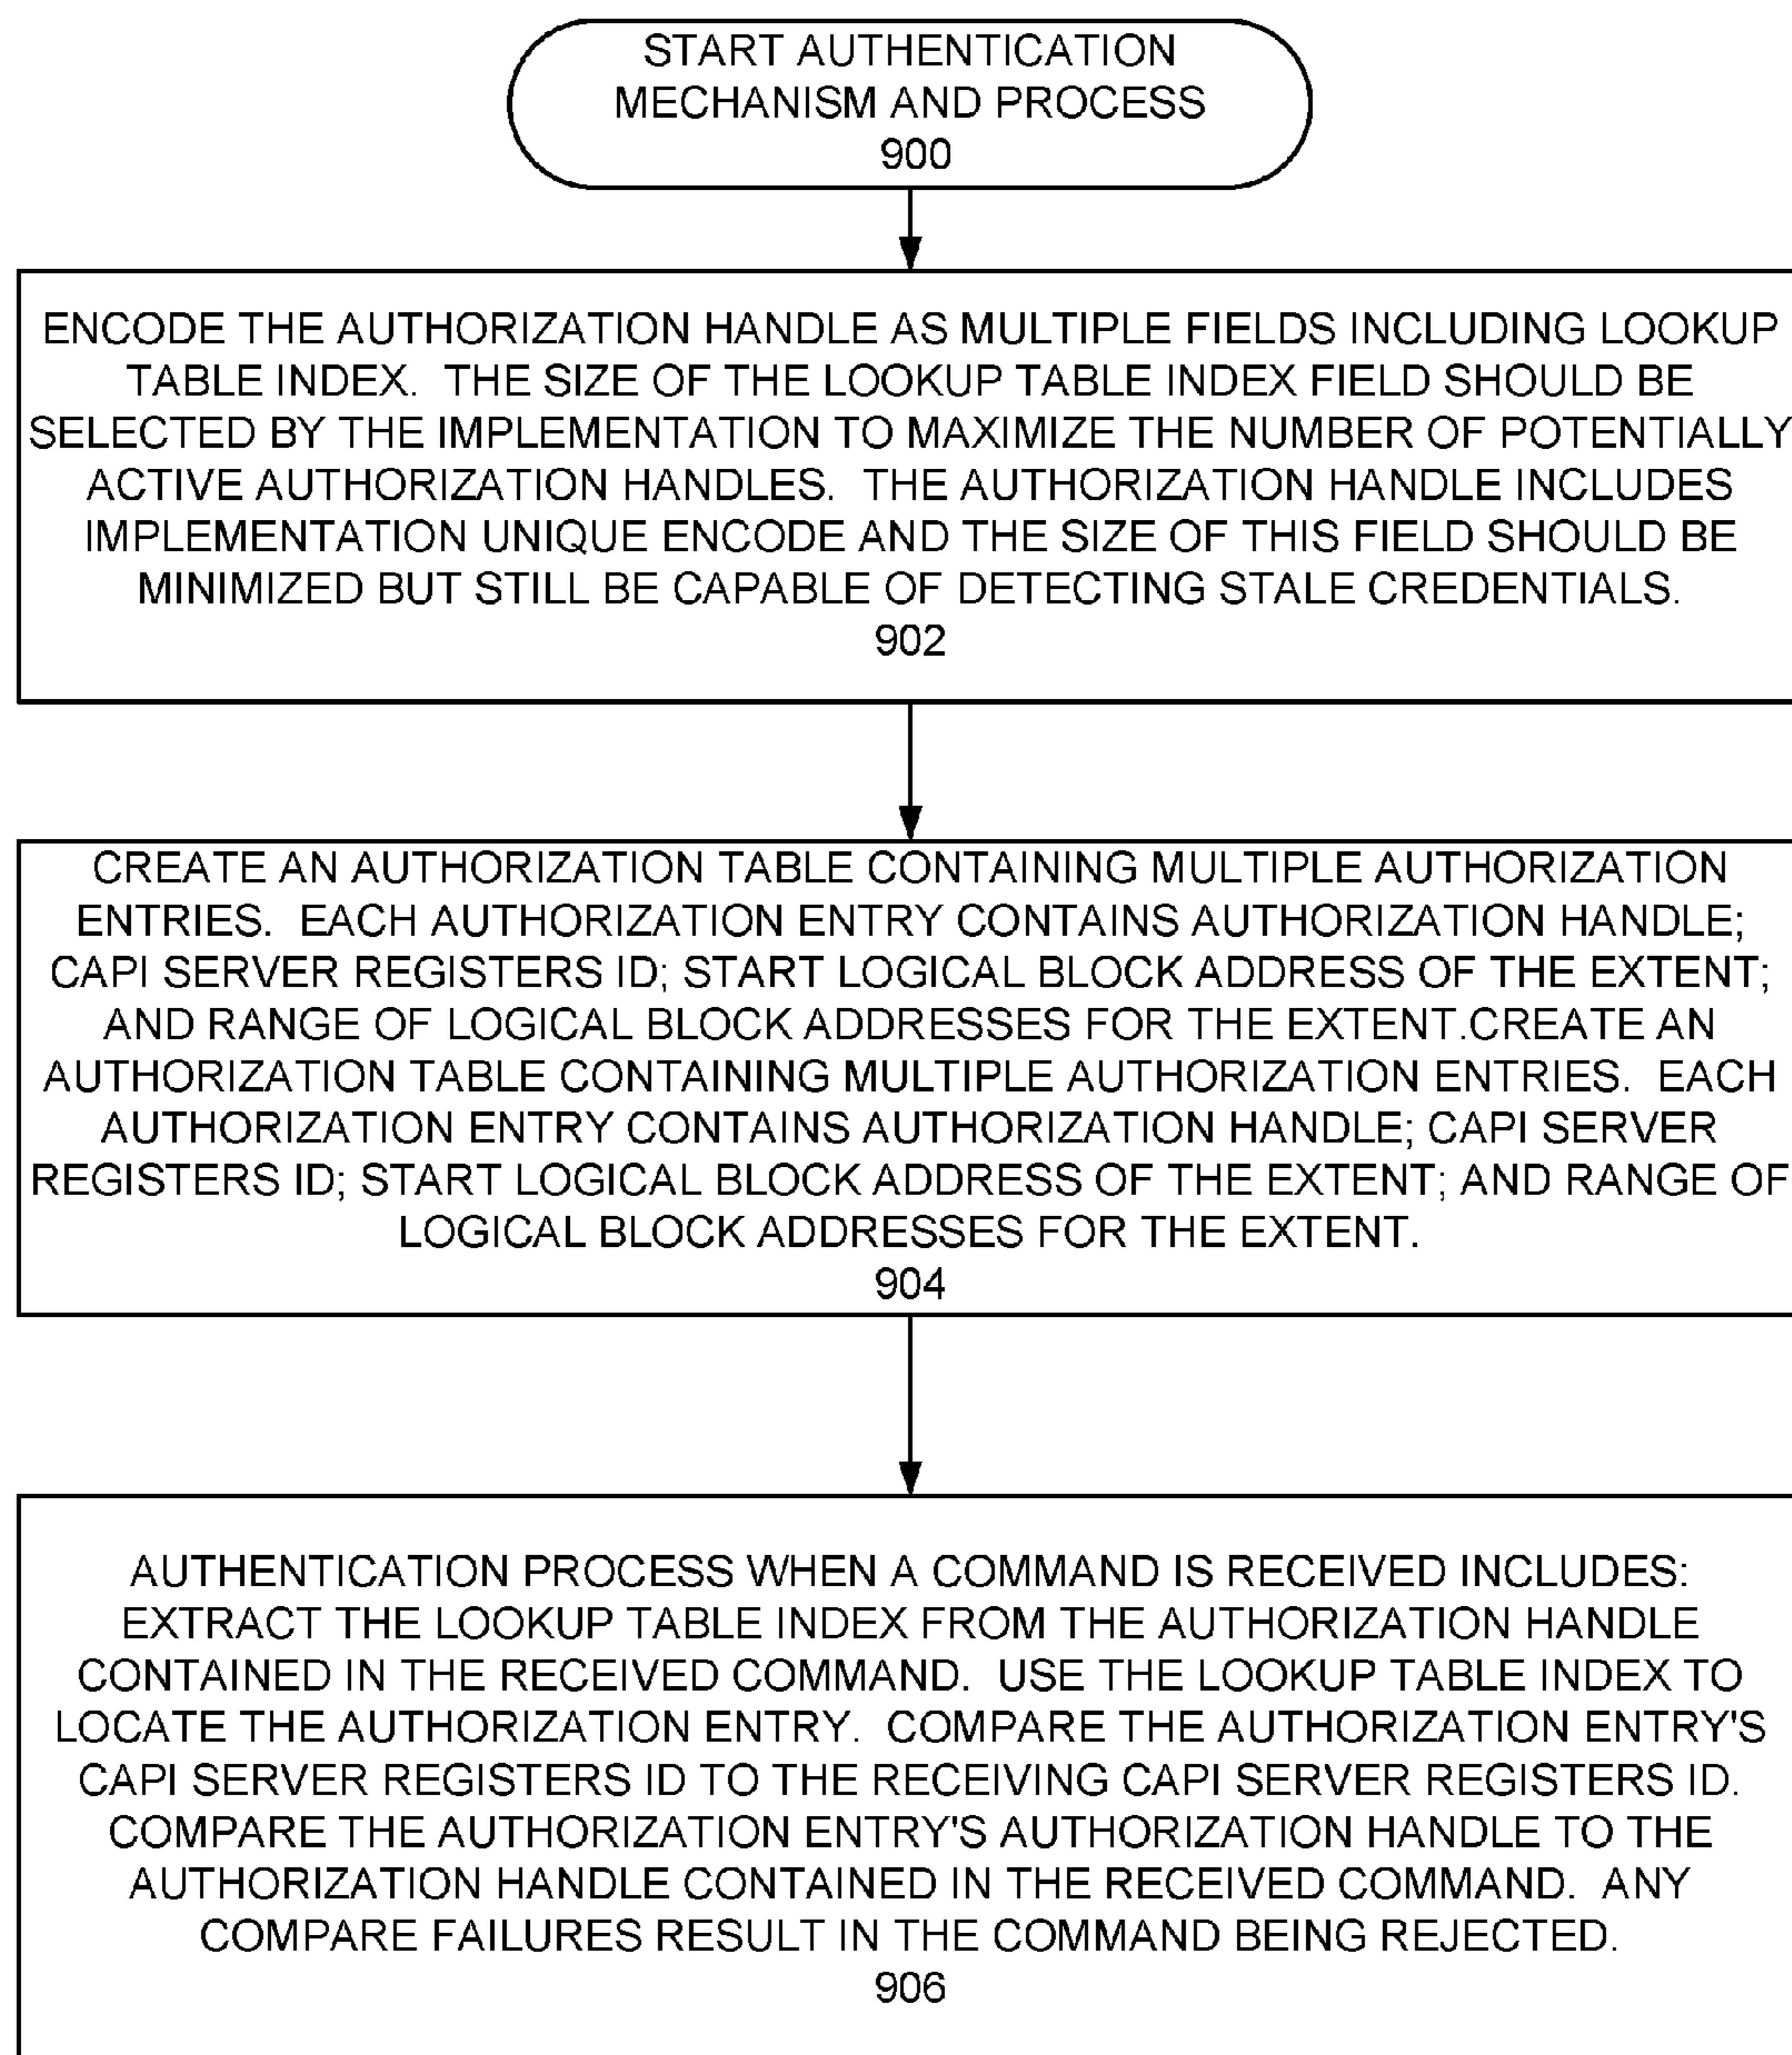 START AUTHENTICATION
MECHANISM AND PROCESS
900
ENCODE THE AUTHORIZATION HANDLE AS MULTIPLE FIELDS INCLUDING LOOKUP
TABLE INDEX. THE SIZE OF THE LOOKUP TABLE INDEX FIELD SHOULD BE
SELECTED BY THE IMPLEMENTATION TO MAXIMIZE THE NUMBER OF POTENTIALLY
ACTIVE AUTHORIZATION HANDLES. THE AUTHORIZATION HANDLE INCLUDES
IMPLEMENTATION UNIQUE ENCODE AND THE SIZE OF THIS FIELD SHOULD BE
MINIMIZED BUT STILL BE CAPABLE OF DETECTING STALE CREDENTIALS.
902
CREATE AN AUTHORIZATION TABLE CONTAINING MULTIPLE AUTHORIZATION
ENTRIES. EACH AUTHORIZATION ENTRY CONTAINS AUTHORIZATION HANDLE;
CAPI SERVER REGISTERS ID; START LOGICAL BLOCK ADDRESS OF THE EXTENT;
AND RANGE OF LOGICAL BLOCK ADDRESSES FOR THE EXTENT.CREATE AN
AUTHORIZATION TABLE CONTAINING MULTIPLE AUTHORIZATION ENTRIES. EACH
AUTHORIZATION ENTRY CONTAINS AUTHORIZATION HANDLE; CAPI SERVER
REGISTERS ID; START LOGICAL BLOCK ADDRESS OF THE EXTENT; AND RANGE OF
LOGICAL BLOCK ADDRESSES FOR THE EXTENT.
904
AUTHENTICATION PROCESS WHEN A COMMAND IS RECEIVED INCLUDES:
EXTRACT THE LOOKUP TABLE INDEX FROM THE AUTHORIZATION HANDLE
CONTAINED IN THE RECEIVED COMMAND. USE THE LOOKUP TABLE INDEX TO
LOCATE THE AUTHORIZATION ENTRY. COMPARE THE AUTHORIZATION ENTRY'S
CAPI SERVER REGISTERS ID TO THE RECEIVING CAPI SERVER REGISTERS ID.
COMPARE THE AUTHORIZATION ENTRY'S AUTHORIZATION HANDLE TO THE
AUTHORIZATION HANDLE CONTAINED IN THE RECEIVED COMMAND. ANY
COMPARE FAILURES RESULT IN THE COMMAND BEING REJECTED.
906